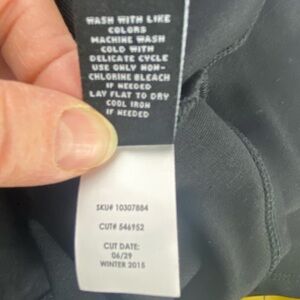 WASH WITH LIKE
COLORS
MACHINE WASH
COLD WITH
DELICATE CYCLE
USE ONLY NON-
CHLORINE BLEACH
IF NEEDED
LAY FLAT TO DRY
COOL IRON
IF NEEDED
SKU# 10307884
CUT# 546952
CUT DATE:
06/29
WINTER 2015